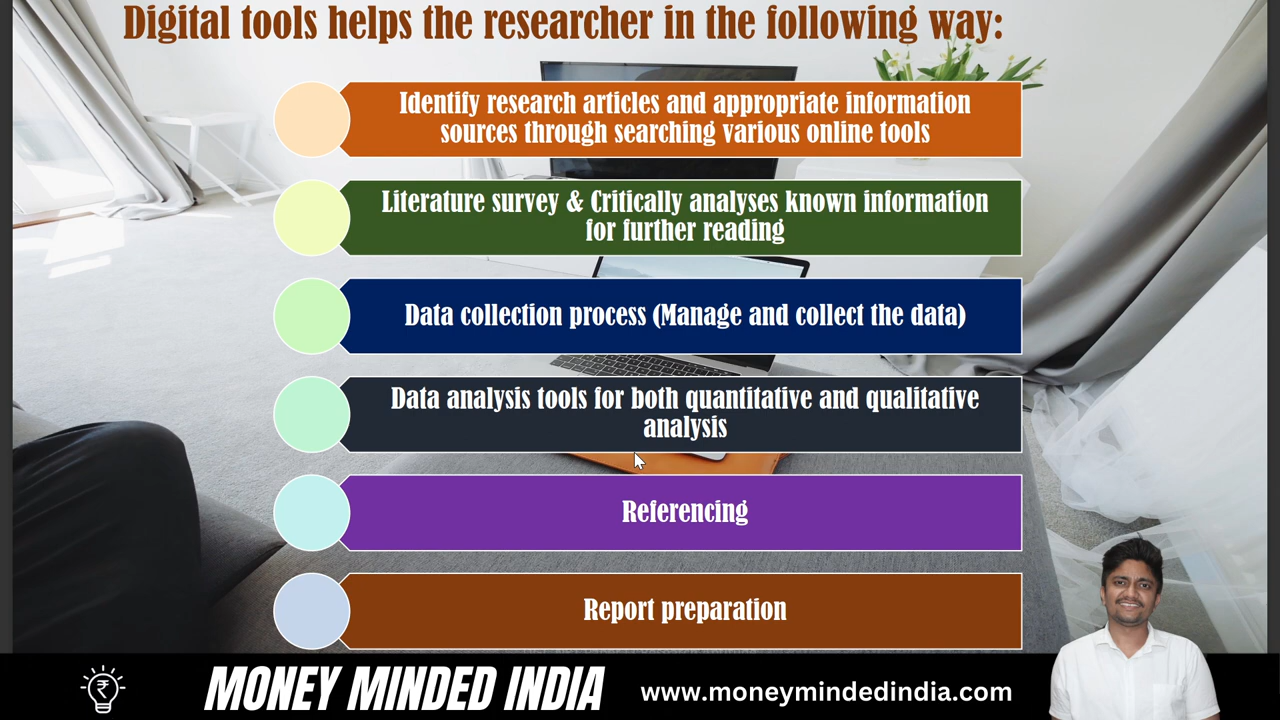 Digital tools helps the researcher in the following way:
Identify research articles and appropriate information
sources through searching various online tools
Literature survey & Critically analyses known information
for further reading
Data collection process (Manage and collect the data)
Data analysis tools for both quantitative and qualitative
analysis
Referencing
Report preparation
₹
MONEY MINDED INDIA
www.moneymindedindia.com